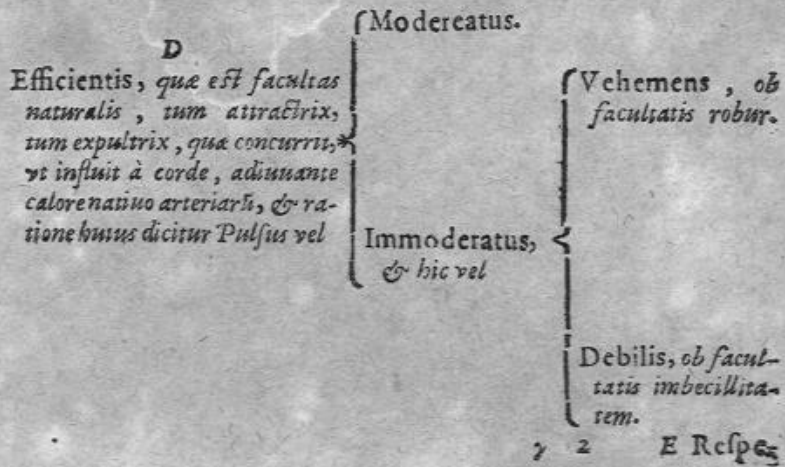 D
Efficientis, quæ est facultas
naturalis, tum attractrix,
tum expultrix, quæ concurrit,*
vt influit à corde, adiuuante
calore natiuo arteriarũ, & ra-
tione huius dicitur Pulsus vel
Modereatus.
Immoderatus,
& hic vel
Vehemens, ob
facultatis robur.
Debilis, ob facul-
tatis imbecillita-
tem.
γ 2 E Respe-